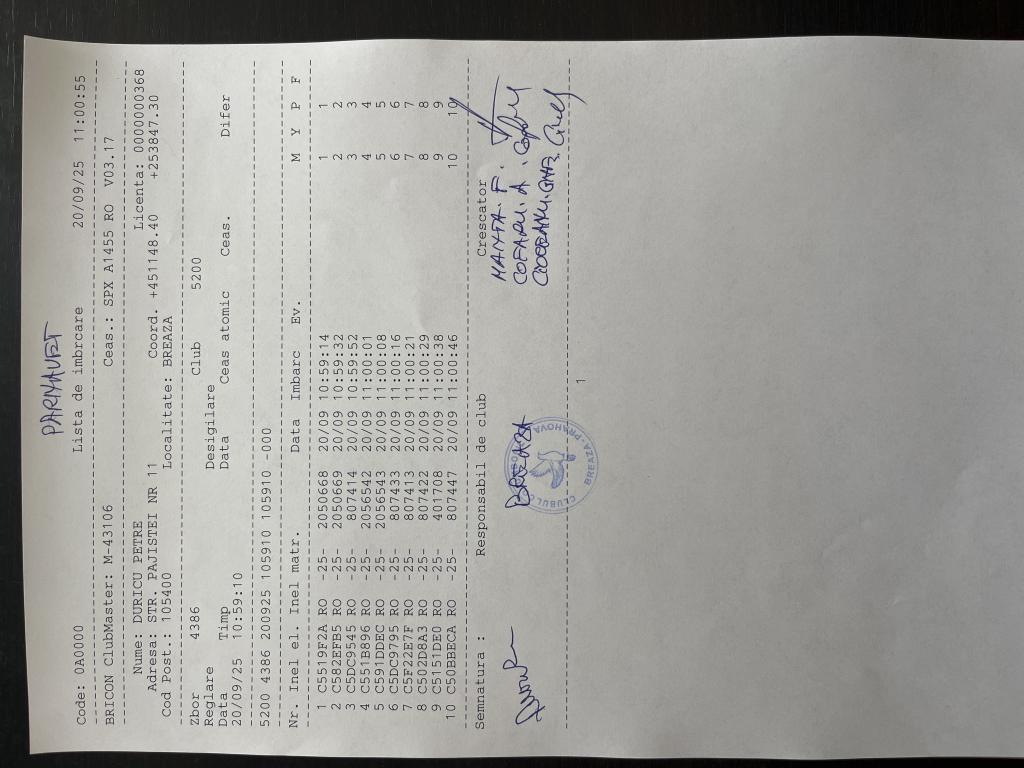 PARNAVET
Code: 0A0000 Lista de imbrcare 20/09/25 11:00:55
BRICON ClubMaster: M-43106 Ceas.: SPX A1455 RO V03.17
Nume: DURICU PETRE Licenta: 0000000368
Adresa: STR. PAJISTEI NR 11 Coord. +451148.40 +253847.30
Cod Post.: 105400 Localitate: BREAZA
Zbor 4386 Club 5200
Reglare Desigilare
Data Timp Data Ceas atomic Ceas. Difer
20/09/25 10:59:10
5200 4386 200925 105910 105910 -000
Nr. Inel el. Inel matr. Data Imbarc Ev. M Y P F
1 C5519F2A RO -25- 2050668 20/09 10:59:14 1 1
2 C582EFB5 RO -25- 2050669 20/09 10:59:32 2 2
3 C5DC9545 RO -25- 807414 20/09 10:59:52 3 3
4 C551B896 RO -25- 2056542 20/09 11:00:01 4 4
5 C591DDEC RO -25- 2056543 20/09 11:00:08 5 5
6 C5DC9795 RO -25- 807433 20/09 11:00:16 6 6
7 C5F22E7F RO -25- 807413 20/09 11:00:21 7 7
8 C502D8A3 RO -25- 807422 20/09 11:00:29 8 8
9 C5151DE0 RO -25- 401708 20/09 11:00:38 9 9
10 C50BBECA RO -25- 807447 20/09 11:00:46 10 10
Semnatura : Responsabil de club Crescator
MANTA. F.
BREAZA COFARU. A.
CLUBUL
BREAZA-PRAHOVA
1